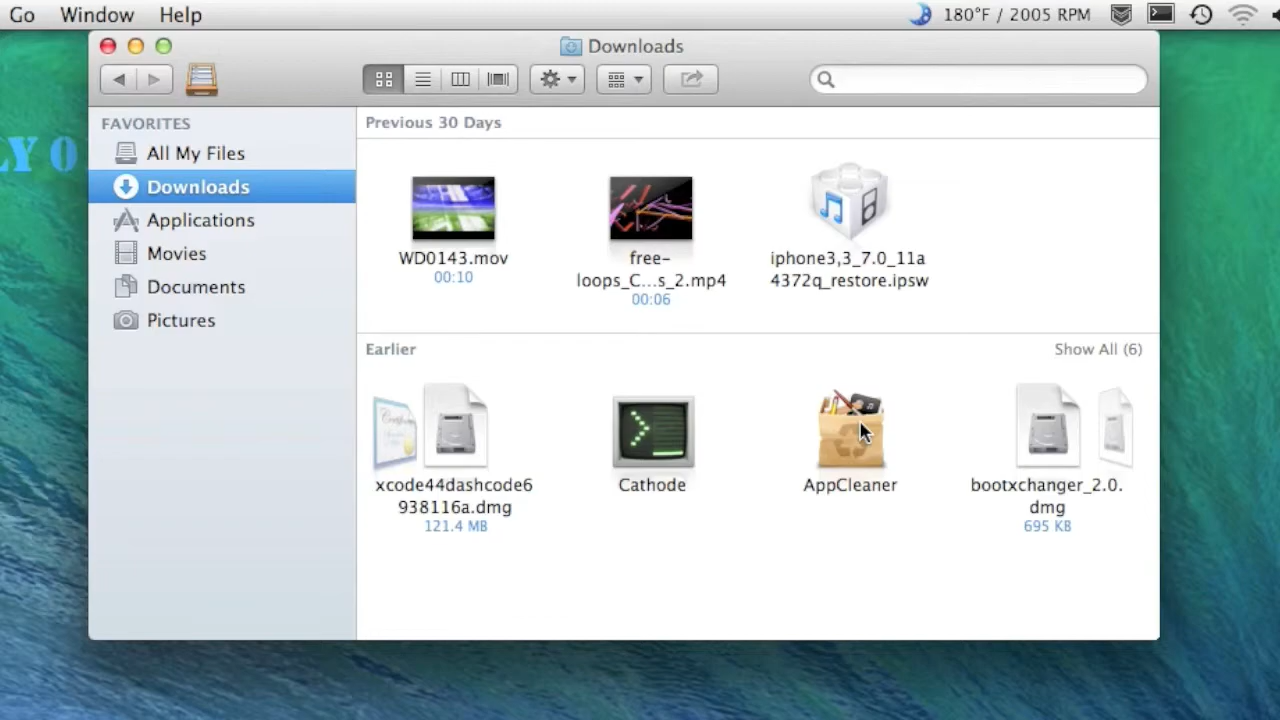 Go Window Help 180°F / 2005 RPM
Downloads
LY O
FAVORITES
All My Files
Downloads
Applications
Movies
Documents
Pictures
Previous 30 Days
WD0143.mov
00:10
free-
loops_C...s_2.mp4
00:06
iphone3,3_7.0_11a
4372q_restore.ipsw
Earlier
Show All (6)
xcode44dashcode6
938116a.dmg
121.4 MB
Cathode
AppCleaner
bootxchanger_2.0.
dmg
695 KB